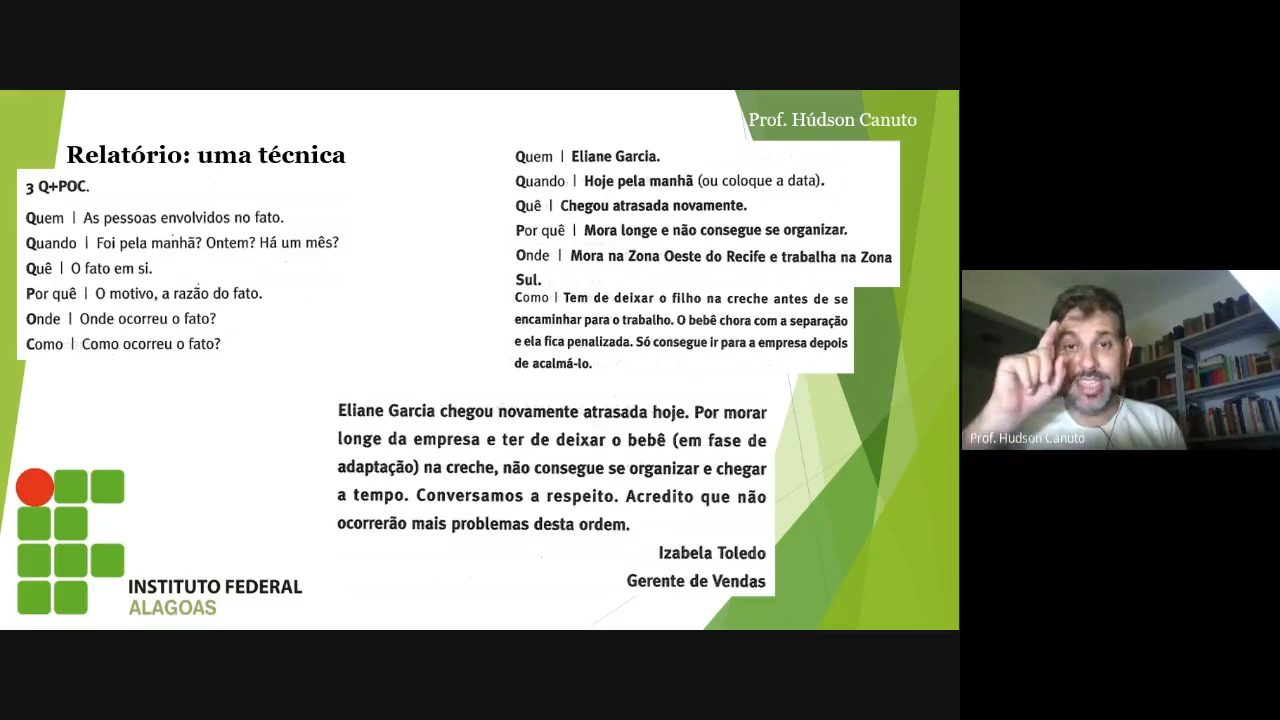 Prof. Húdson Canuto
Relatório: uma técnica
3 Q+POC.
Quem | As pessoas envolvidos no fato.
Quando | Foi pela manhã? Ontem? Há um mês?
Quê | O fato em si.
Por quê | O motivo, a razão do fato.
Onde | Onde ocorreu o fato?
Como | Como ocorreu o fato?
Quem | Eliane Garcia.
Quando | Hoje pela manhã (ou coloque a data).
Quê | Chegou atrasada novamente.
Por quê | Mora longe e não consegue se organizar.
Onde | Mora na Zona Oeste do Recife e trabalha na Zona
Sul.
Como | Tem de deixar o filho na creche antes de se
encaminhar para o trabalho. O bebê chora com a separação
e ela fica penalizada. Só consegue ir para a empresa depois
de acalmá-lo.
Eliane Garcia chegou novamente atrasada hoje. Por morar
longe da empresa e ter de deixar o bebê (em fase de
adaptação) na creche, não consegue se organizar e chegar
a tempo. Conversamos a respeito. Acredito que não
ocorrerão mais problemas desta ordem.
Izabela Toledo
Gerente de Vendas
INSTITUTO FEDERAL
ALAGOAS
Prof. Hudson Canuto